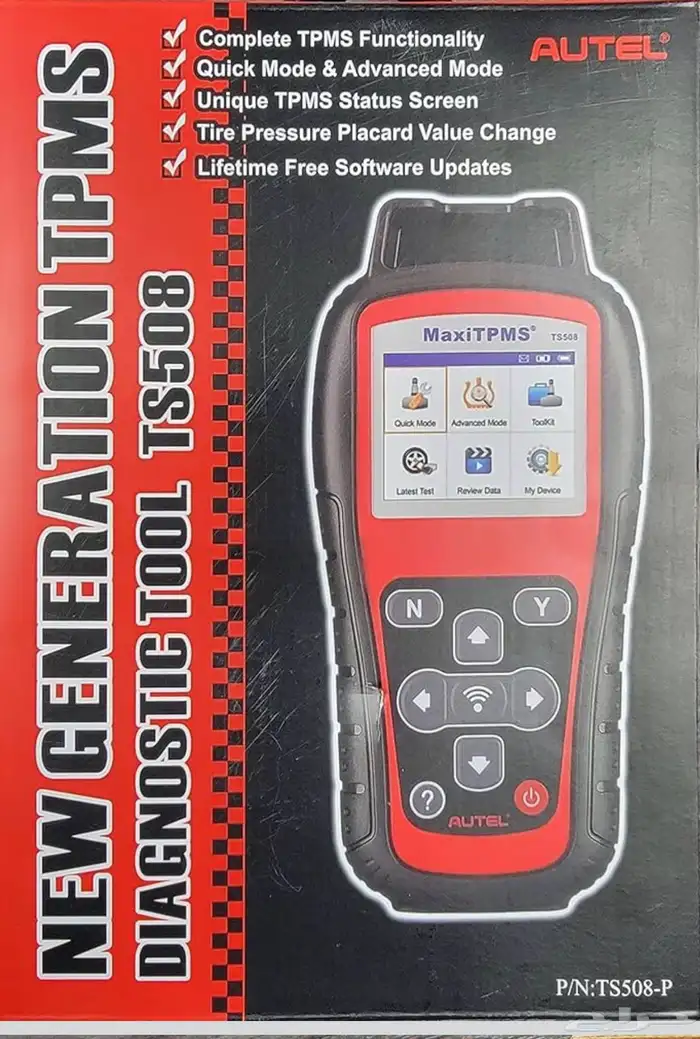 Complete TPMS Functionality
Quick Mode & Advanced Mode
Unique TPMS Status Screen
Tire Pressure Placard Value Change
Lifetime Free Software Updates
AUTEL®
NEW GENERATION TPMS
DIAGNOSTIC TOOL TS508
MaxiTPMS® TS508
Quick Mode Advanced Mode ToolKit
Latest Test Review Data My Device
N Y
?
AUTEL®
P/N:TS508-P